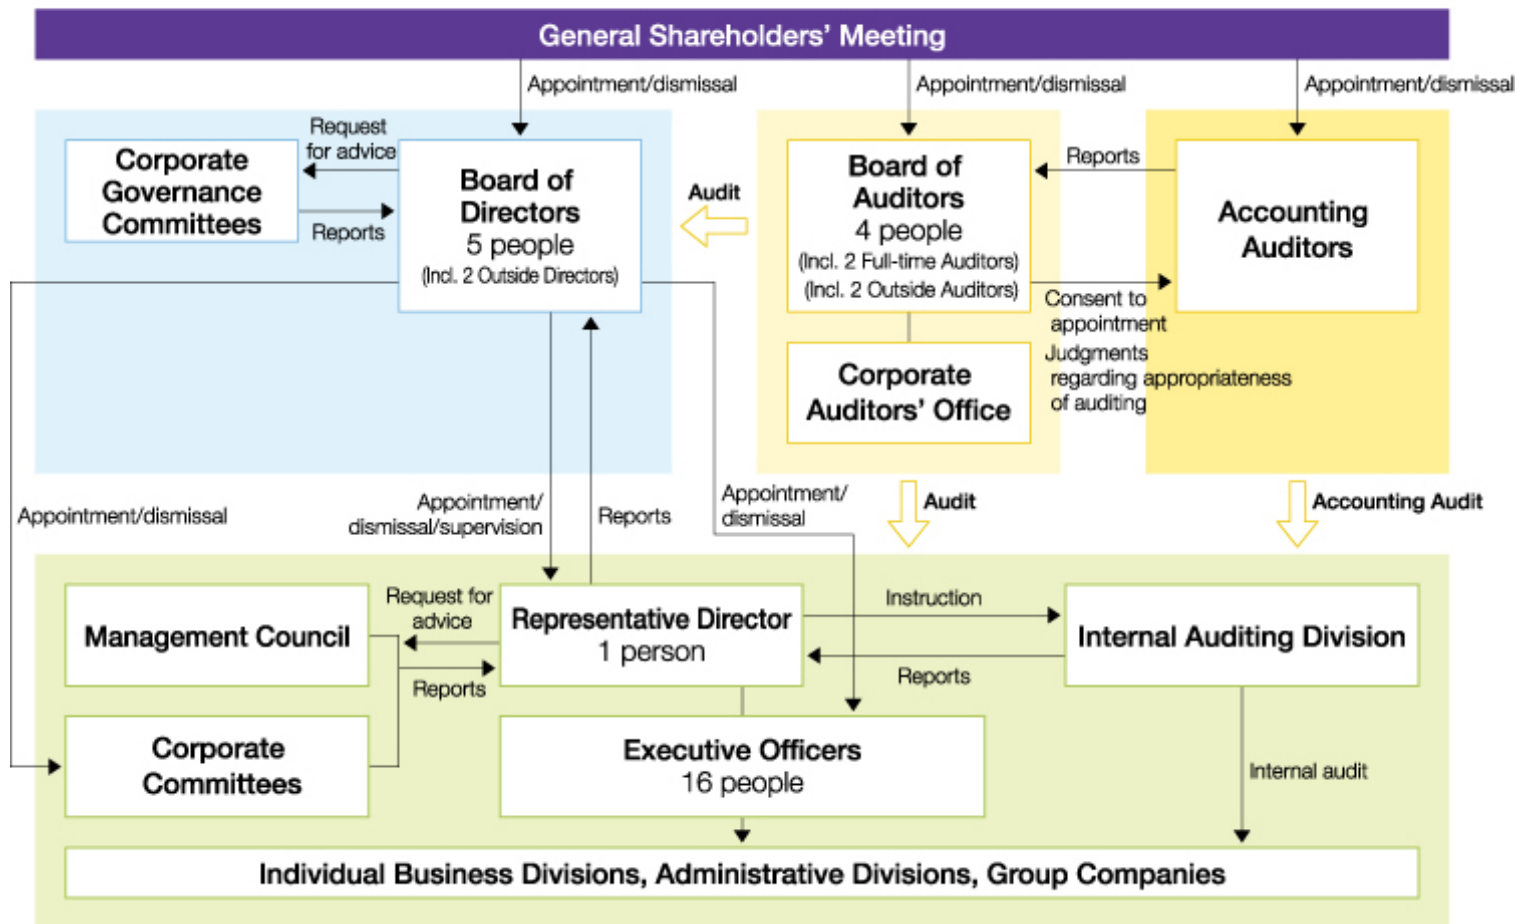 General Shareholders’ Meeting
Appointment/dismissal
Appointment/dismissal
Appointment/dismissal
Corporate
Governance
Committees
Request
for advice
Reports
Board of
Directors
5 people
(Incl. 2 Outside Directors)
Audit
Board of
Auditors
4 people
(Incl. 2 Full-time Auditors)
(Incl. 2 Outside Auditors)
Reports
Accounting
Auditors
Consent to
appointment
Judgments
regarding appropriateness
of auditing
Corporate
Auditors’ Office
Appointment/dismissal
Appointment/
dismissal/supervision
Reports
Appointment/
dismissal
Audit
Accounting Audit
Management Council
Request for
advice
Reports
Representative Director
1 person
Instruction
Reports
Internal Auditing Division
Corporate
Committees
Executive Officers
16 people
Internal audit
Individual Business Divisions, Administrative Divisions, Group Companies